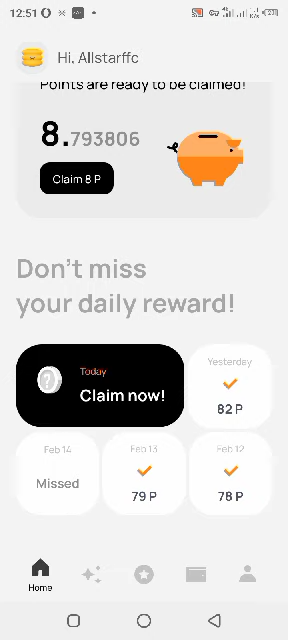 12:51
Hi, Allstarffc
Points are ready to be claimed!
8.793806
Claim 8 P
Don't miss
your daily reward!
Today
Claim now!
Yesterday
82 P
Feb 14
Missed
Feb 13
79 P
Feb 12
78 P
Home